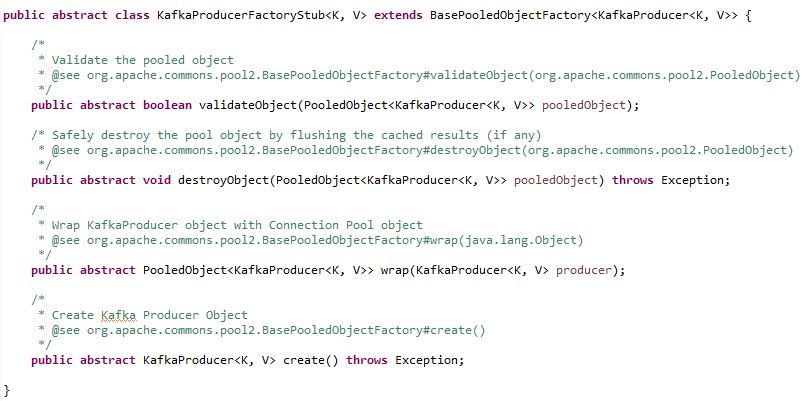 public abstract class KafkaProducerFactoryStub<K, V> extends BasePooledObjectFactory<KafkaProducer<K, V>> {
/*
* Validate the pooled object
* @see org.apache.commons.pool2.BasePooledObjectFactory#validateObject(org.apache.commons.pool2.PooledObject)
*/
public abstract boolean validateObject(PooledObject<KafkaProducer<K, V>> pooledObject);
/* Safely destroy the pool object by flushing the cached results (if any)
* @see org.apache.commons.pool2.BasePooledObjectFactory#destroyObject(org.apache.commons.pool2.PooledObject)
*/
public abstract void destroyObject(PooledObject<KafkaProducer<K, V>> pooledObject) throws Exception;
/*
* Wrap KafkaProducer object with Connection Pool object
* @see org.apache.commons.pool2.BasePooledObjectFactory#wrap(java.lang.Object)
*/
public abstract PooledObject<KafkaProducer<K, V>> wrap(KafkaProducer<K, V> producer);
/*
* Create Kafka Producer Object
* @see org.apache.commons.pool2.BasePooledObjectFactory#create()
*/
public abstract KafkaProducer<K, V> create() throws Exception;
}